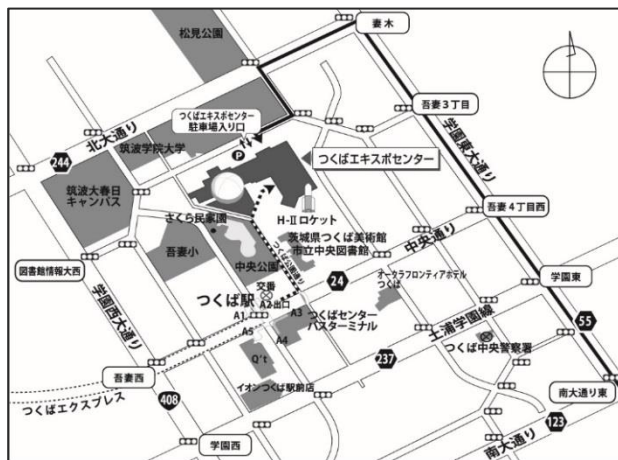 松見公園
妻木
つくばエキスポセンター
駐車場入り口
吾妻3丁目
北大通り
筑波学院大学
P
つくばエキスポセンター
学園東大通り
244
筑波大春日
キャンパス
さくら民家園
H-Ⅱロケット
吾妻4丁目西
茨城県つくば美術館
市立中央図書館
中央通り
吾妻小
中央公園
つくば公園通り
図書館情報大西
学園西大通り
交番
24
オークラフロンティアホテル
つくば
学園東
つくば駅
A2出口
A1
A3
つくばセンター
バスターミナル
土浦学園線
55
A5
A4
つくば中央警察署
吾妻西
Q't
237
つくばエクスプレス
408
イオンつくば駅前店
南大通り東
学園西
南大通り
123